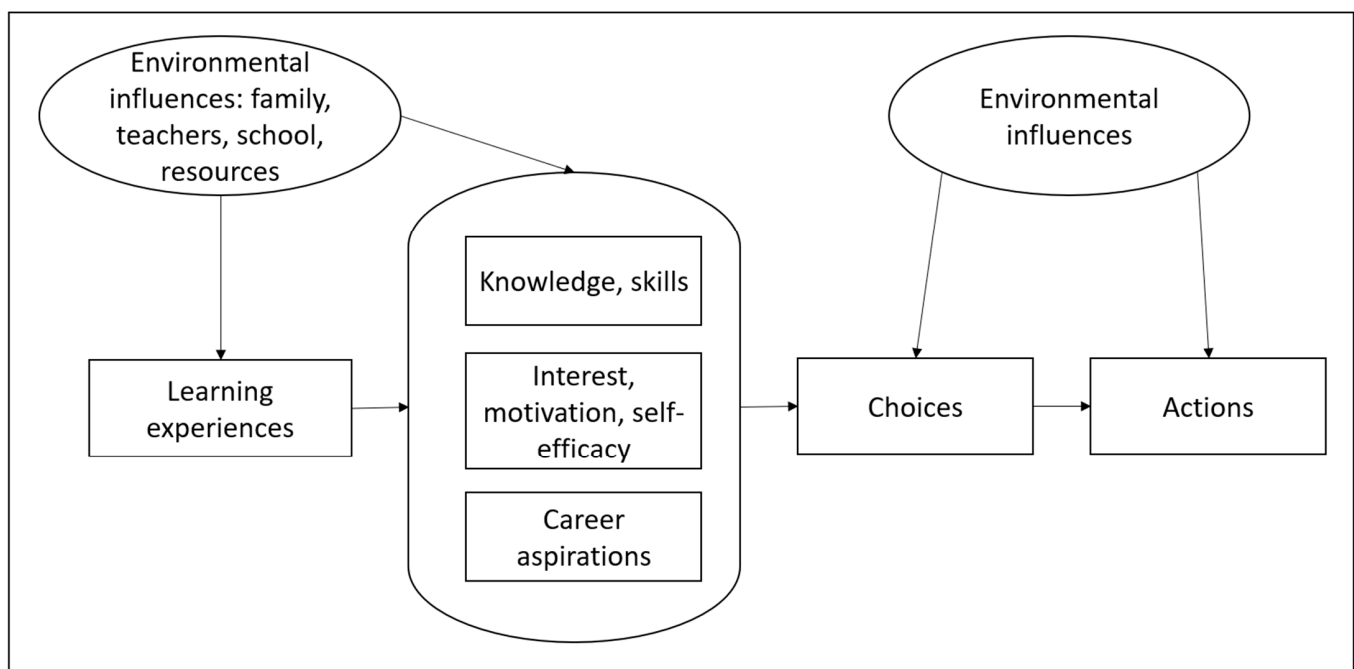 Environmental
influences: family,
teachers, school,
resources
Environmental
influences
Knowledge, skills
Interest,
motivation, self-
efficacy
Learning
experiences
Choices
Actions
Career
aspirations